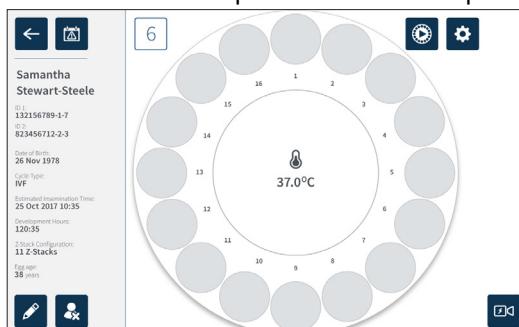 6
Samantha
Stewart-Steele
ID 1:
132156789-1-7
ID 2:
823456712-2-3
Date of Birth:
26 Nov 1978
Cycle Type:
IVF
Estimated Insemination Time:
25 Oct 2017 10:35
Development Hours:
120:35
Z-Stack Configuration:
11 Z-Stacks
Egg age:
38 years
1
2
3
4
5
6
7
8
9
10
11
12
13
14
15
16
37.0°C